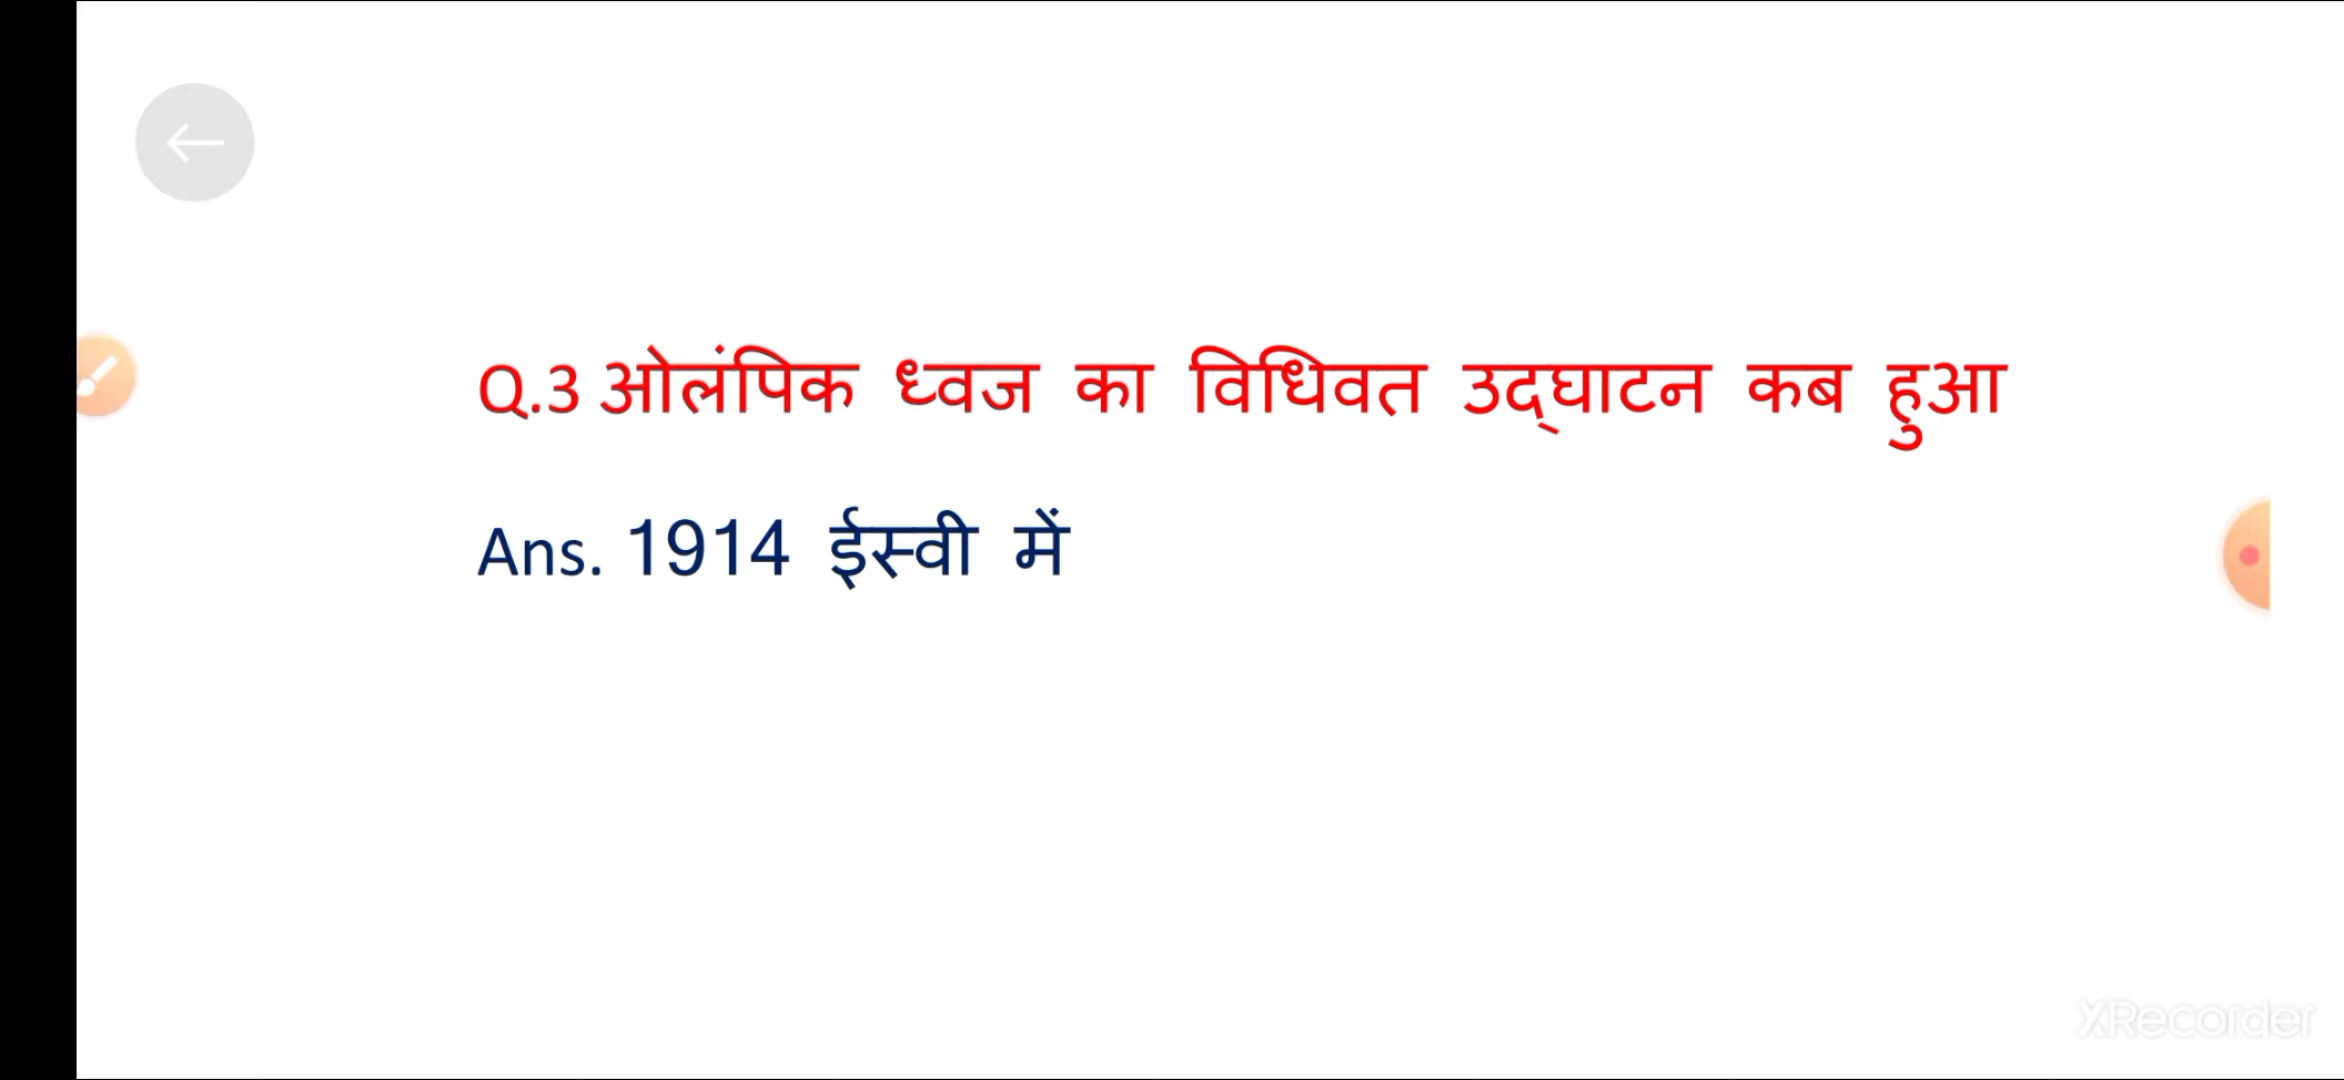 Q.3 ओलंपिक ध्वज का विधिवत उद्‌घाटन कब हुआ
Ans. 1914 ईस्वी में
XRecorder